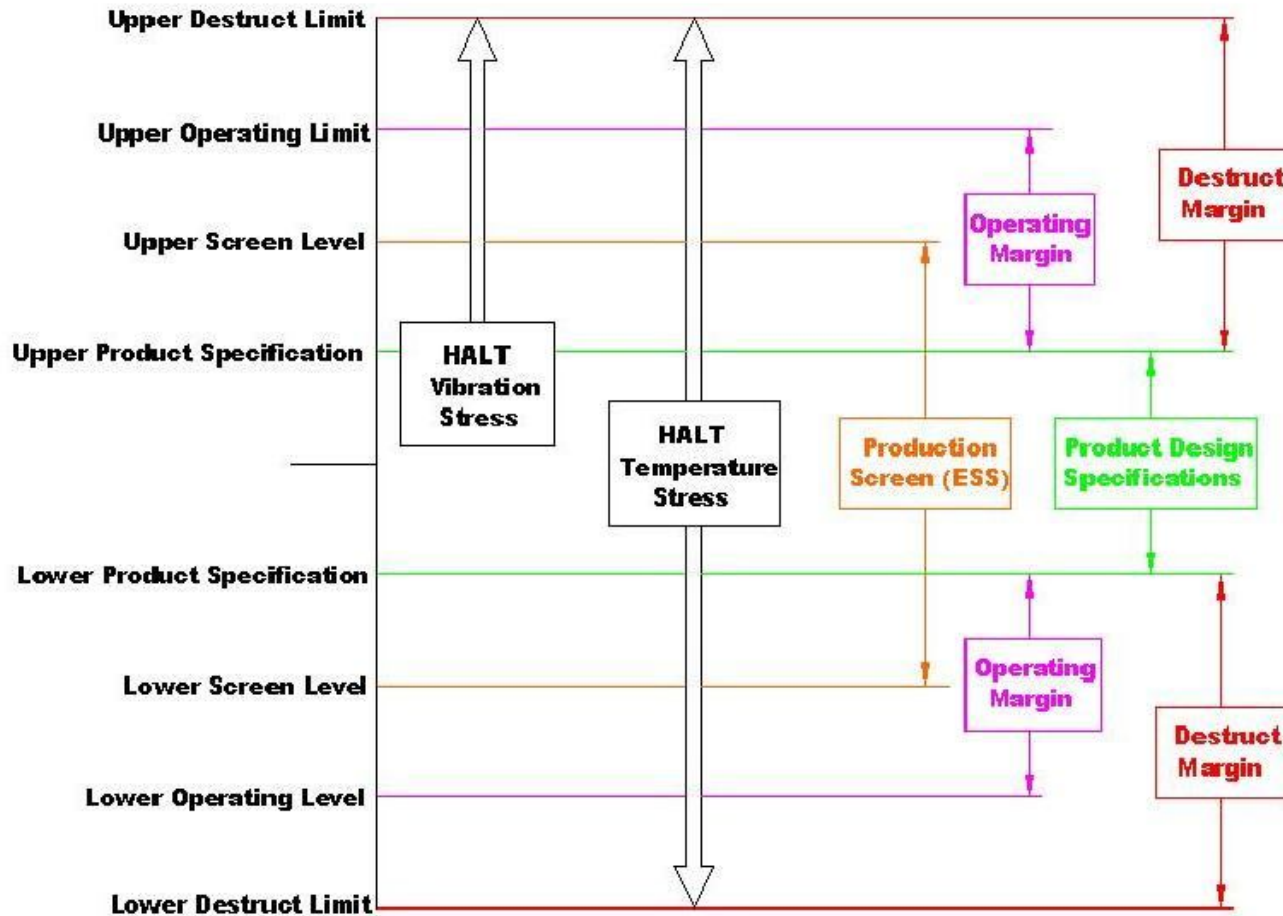 Upper Destruct Limit
Upper Operating Limit
Upper Screen Level
Upper Product Specification
Lower Product Specification
Lower Screen Level
Lower Operating Level
Lower Destruct Limit
HALT
Vibration
Stress
HALT
Temperature
Stress
Production
Screen (ESS)
Operating
Margin
Product Design
Specifications
Destruct
Margin
Operating
Margin
Destruct
Margin